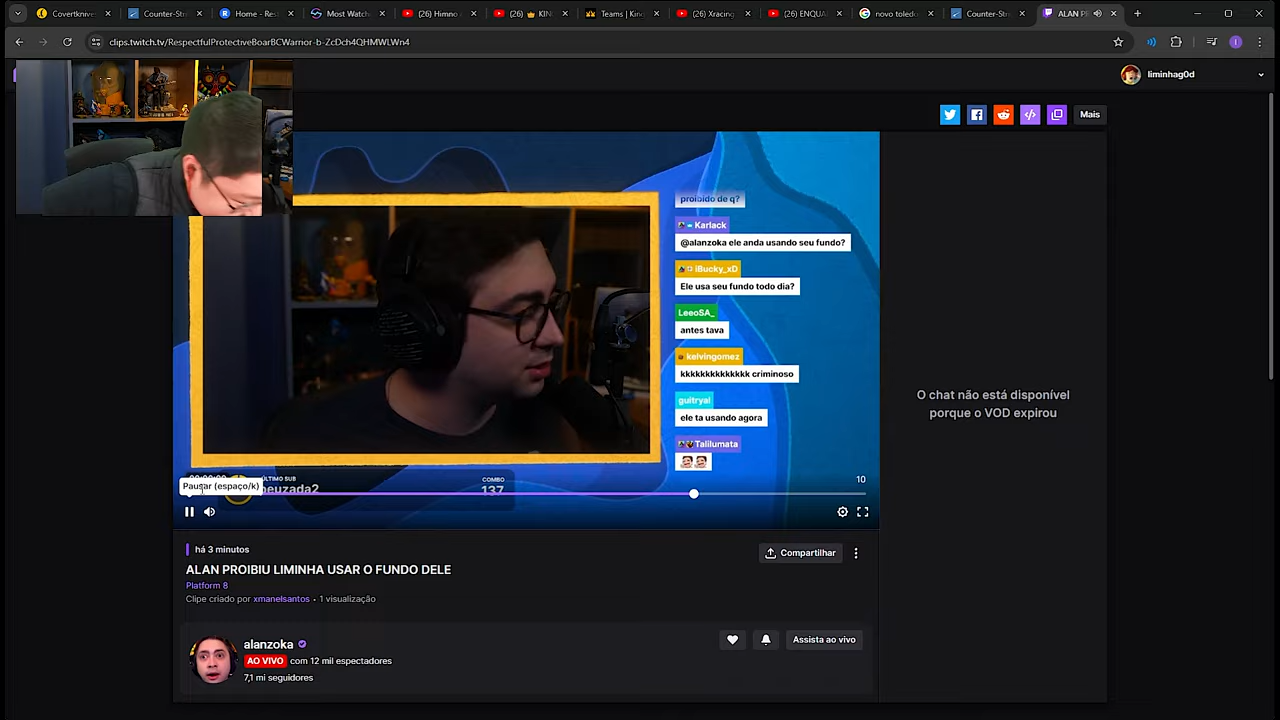 Covertknive
Counter-Str
Home - Res
Most Watch
(26) Himno
(26)
KIN
Teams | King
(26) Xracing
(26) ENQUA
novo toledo
Counter-Str
ALAN P
clips.twitch.tv/RespectfulProtectiveBoarBCWarrior-b-ZcDch4QHMWLWn4
liminhag0d
Mais
proibido de q?
Karlack
@alanzoka ele anda usando seu fundo?
iBucky_xD
Ele usa seu fundo todo dia?
LeeoSA_
antes tava
kelvingomez
kkkkkkkkkkkkk criminoso
guitryal
ele ta usando agora
Talilumata
O chat não está disponível
porque o VOD expirou
ÚLTIMO SUB
euzada2
COMBO
137
Pausar (espaço/k)
10
há 3 minutos
Compartilhar
ALAN PROIBIU LIMINHA USAR O FUNDO DELE
Platform 8
Clipe criado por xmanelsantos • 1 visualização
alanzoka
AO VIVO com 12 mil espectadores
7,1 mi seguidores
Assista ao vivo